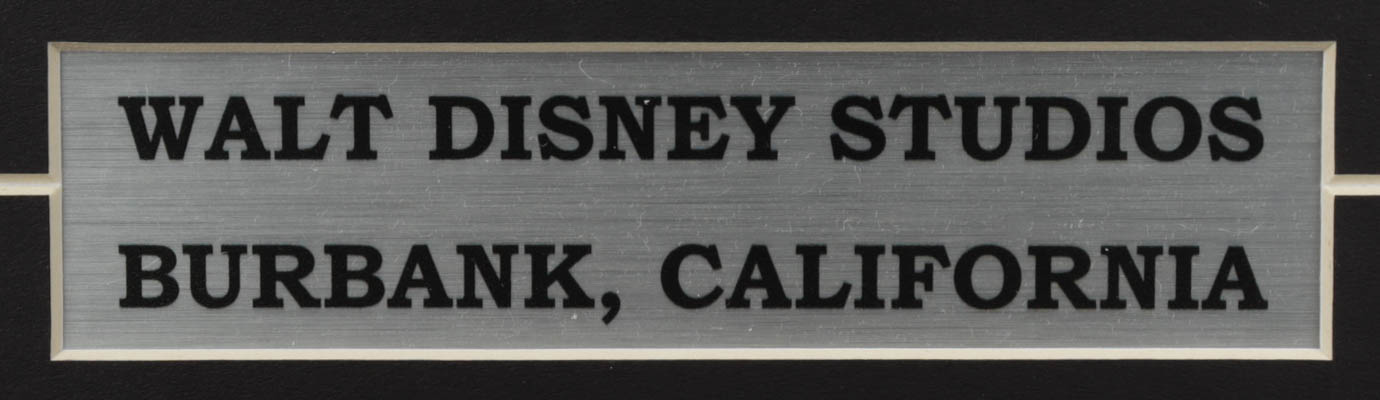 WALT DISNEY STUDIOS
BURBANK, CALIFORNIA